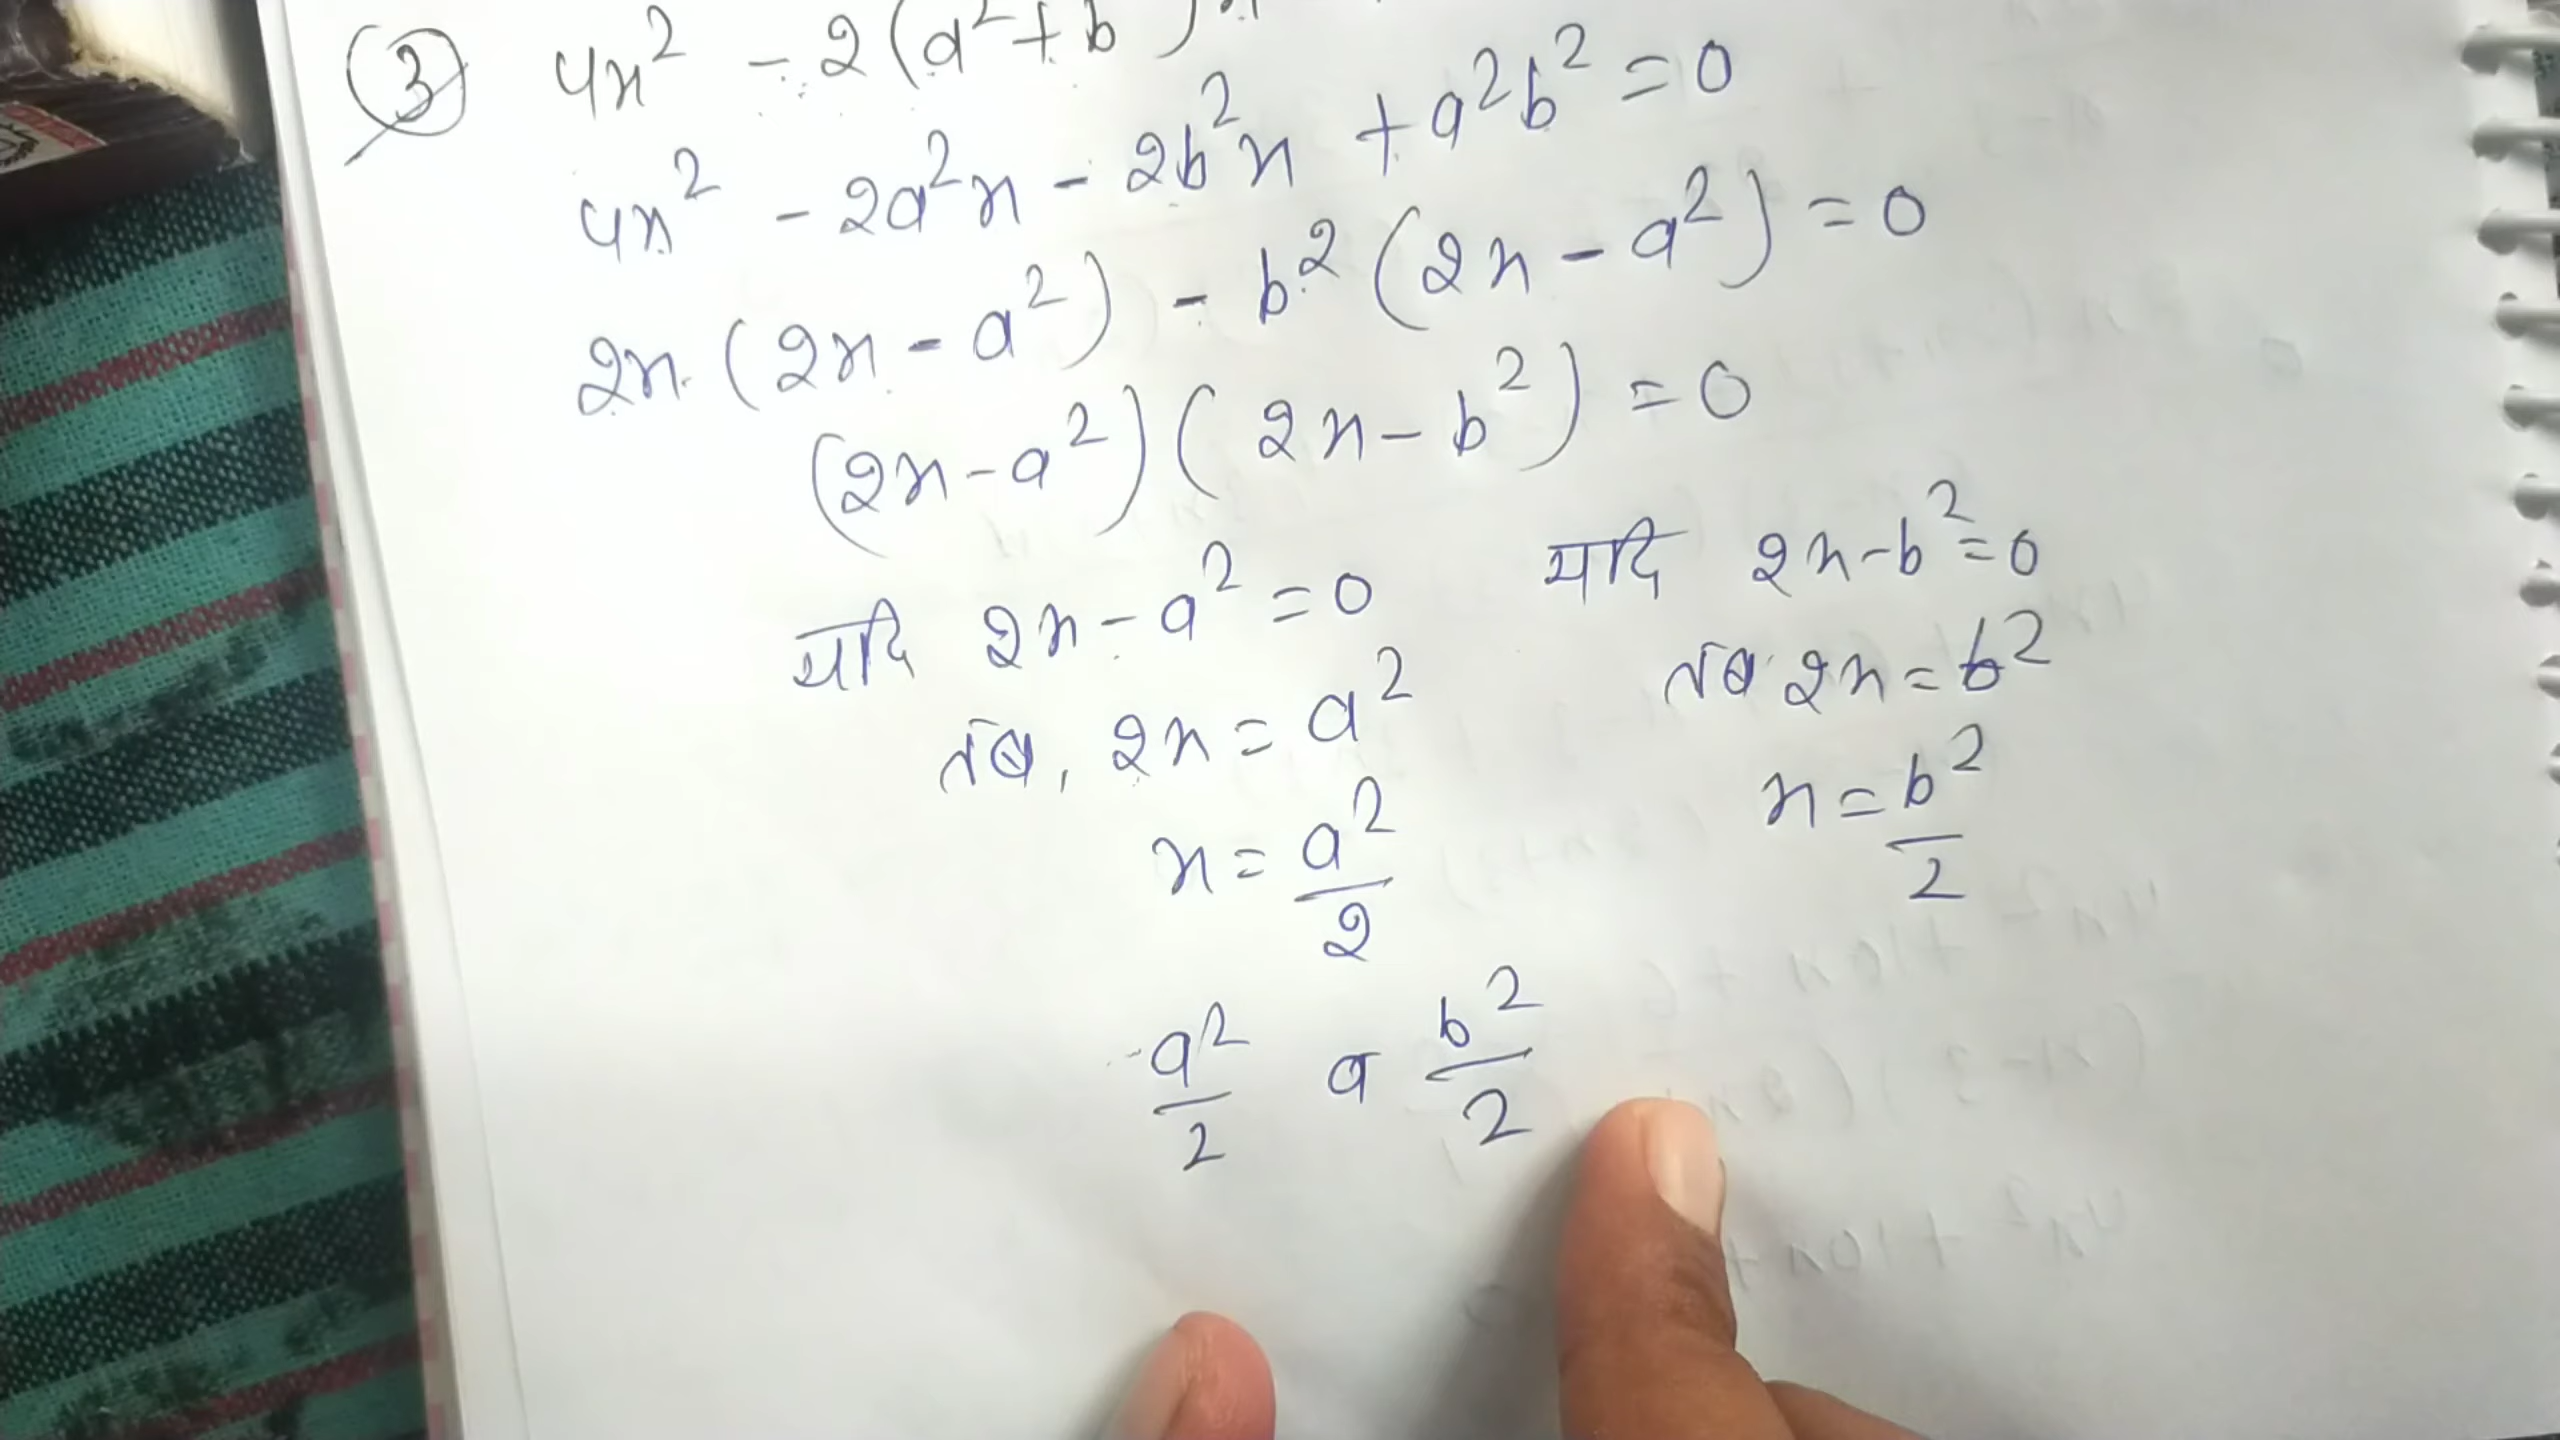 ③ 4x² - 2(a²+b
4x² - 2a²x - 2b²x + a²b² = 0
2x (2x - a²) - b² (2x - a²) = 0
(2x - a²) (2x - b²) = 0
यदि 2x - a² = 0 यदि 2x - b² = 0
तब, 2x = a² तब 2x = b²
x = a²/2 x = b²/2
a²/2 व b²/2